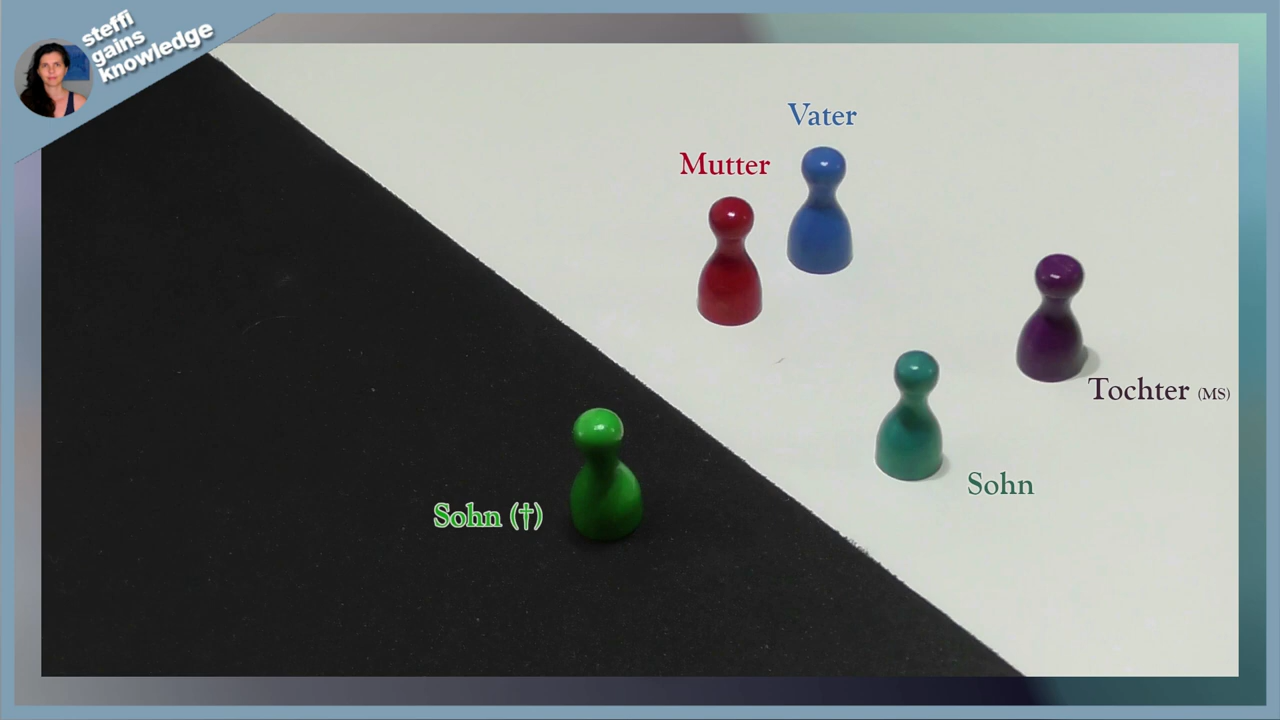 steffi
gains
knowledge
Vater
Mutter
Tochter (MS)
Sohn
Sohn (†)